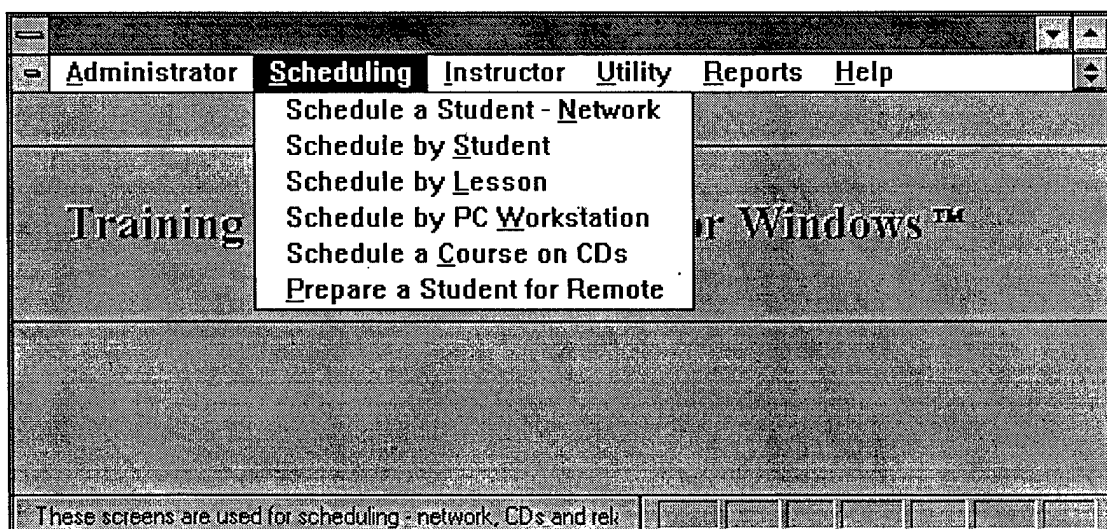 Administrator Scheduling Instructor Utility Reports Help
Schedule a Student - Network
Schedule by Student
Schedule by Lesson
Schedule by PC Workstation
Schedule a Course on CDs
Prepare a Student for Remote
Training or Windows™
These screens are used for scheduling - network, CDs and rel